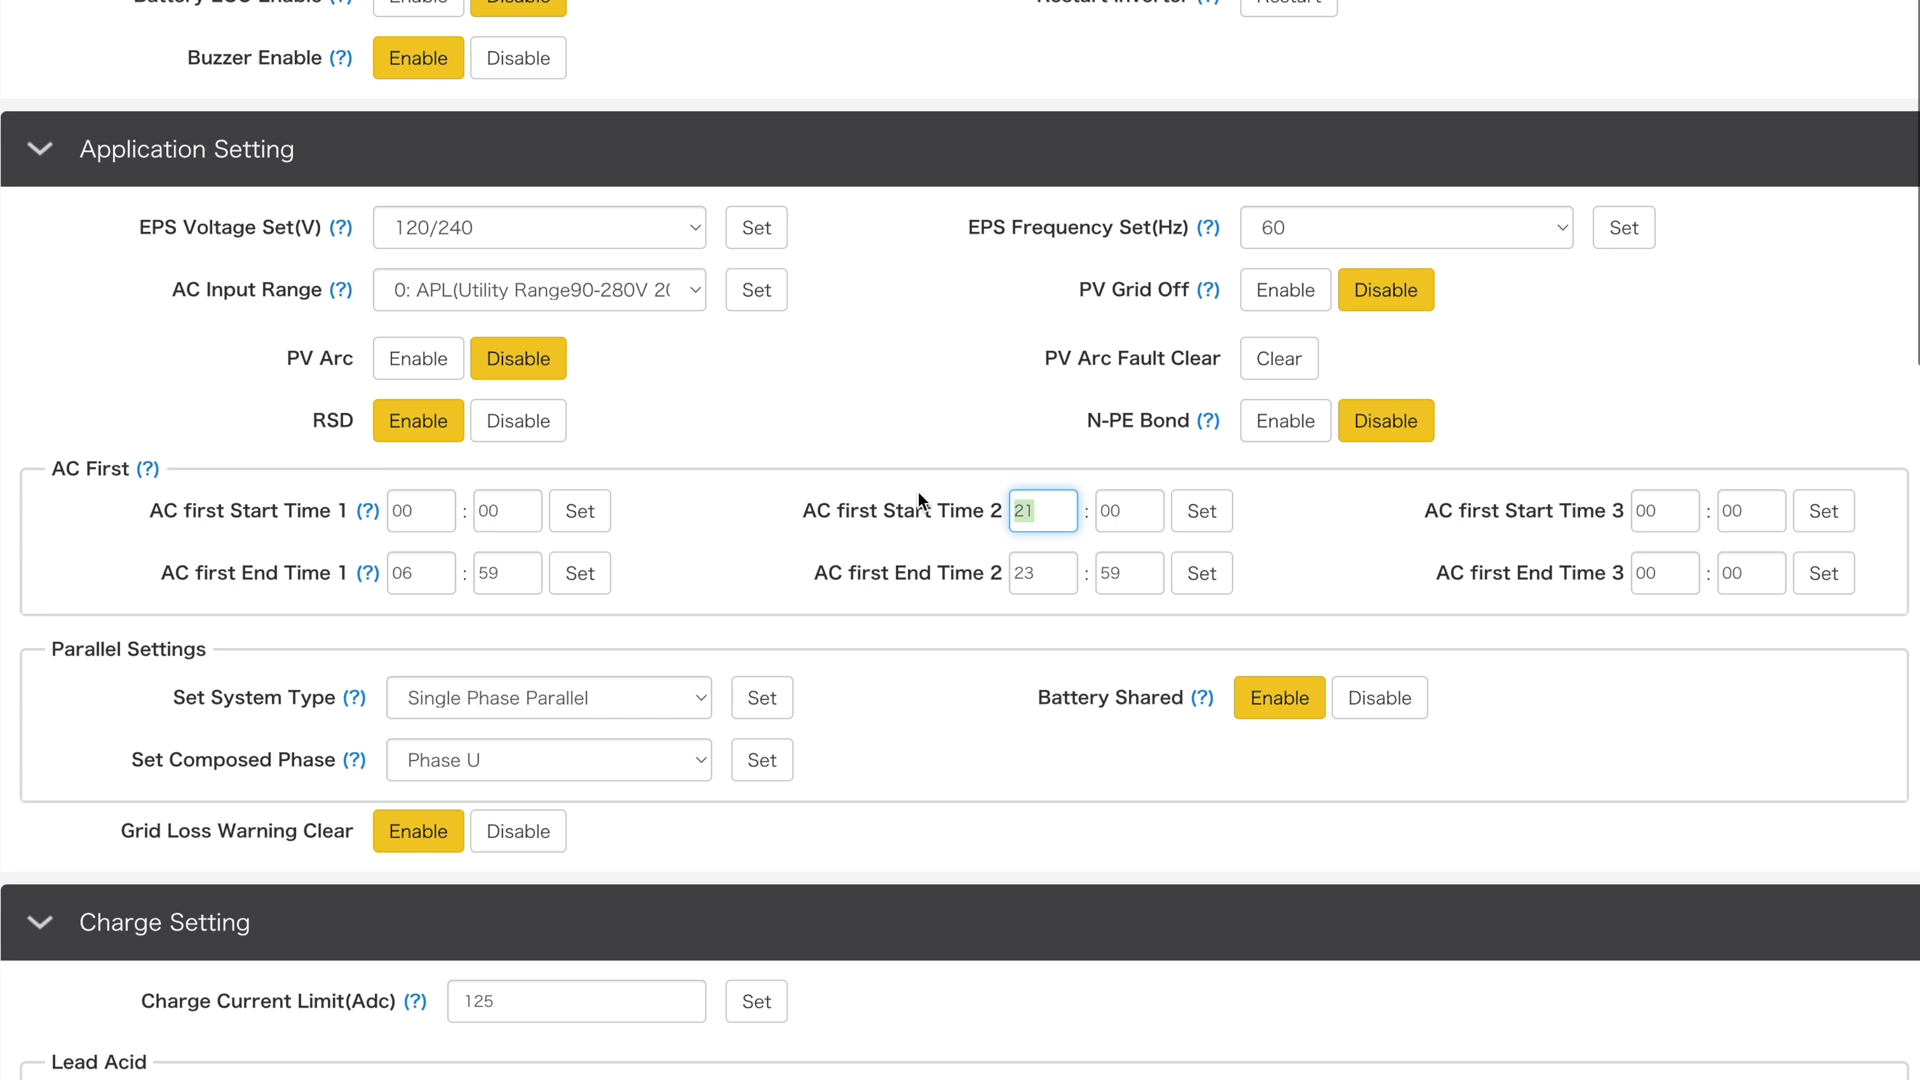 Buzzer Enable (?) Enable Disable
Application Setting
EPS Voltage Set(V) (?) 120/240 Set EPS Frequency Set(Hz) (?) 60 Set
AC Input Range (?) 0: APL(Utility Range90-280V 2( Set PV Grid Off (?) Enable Disable
PV Arc Enable Disable PV Arc Fault Clear Clear
RSD Enable Disable N-PE Bond (?) Enable Disable
AC First (?)
AC first Start Time 1 (?) 00 : 00 Set AC first Start Time 2 21 : 00 Set AC first Start Time 3 00 : 00 Set
AC first End Time 1 (?) 06 : 59 Set AC first End Time 2 23 : 59 Set AC first End Time 3 00 : 00 Set
Parallel Settings
Set System Type (?) Single Phase Parallel Set Battery Shared (?) Enable Disable
Set Composed Phase (?) Phase U Set
Grid Loss Warning Clear Enable Disable
Charge Setting
Charge Current Limit(Adc) (?) 125 Set
Lead Acid